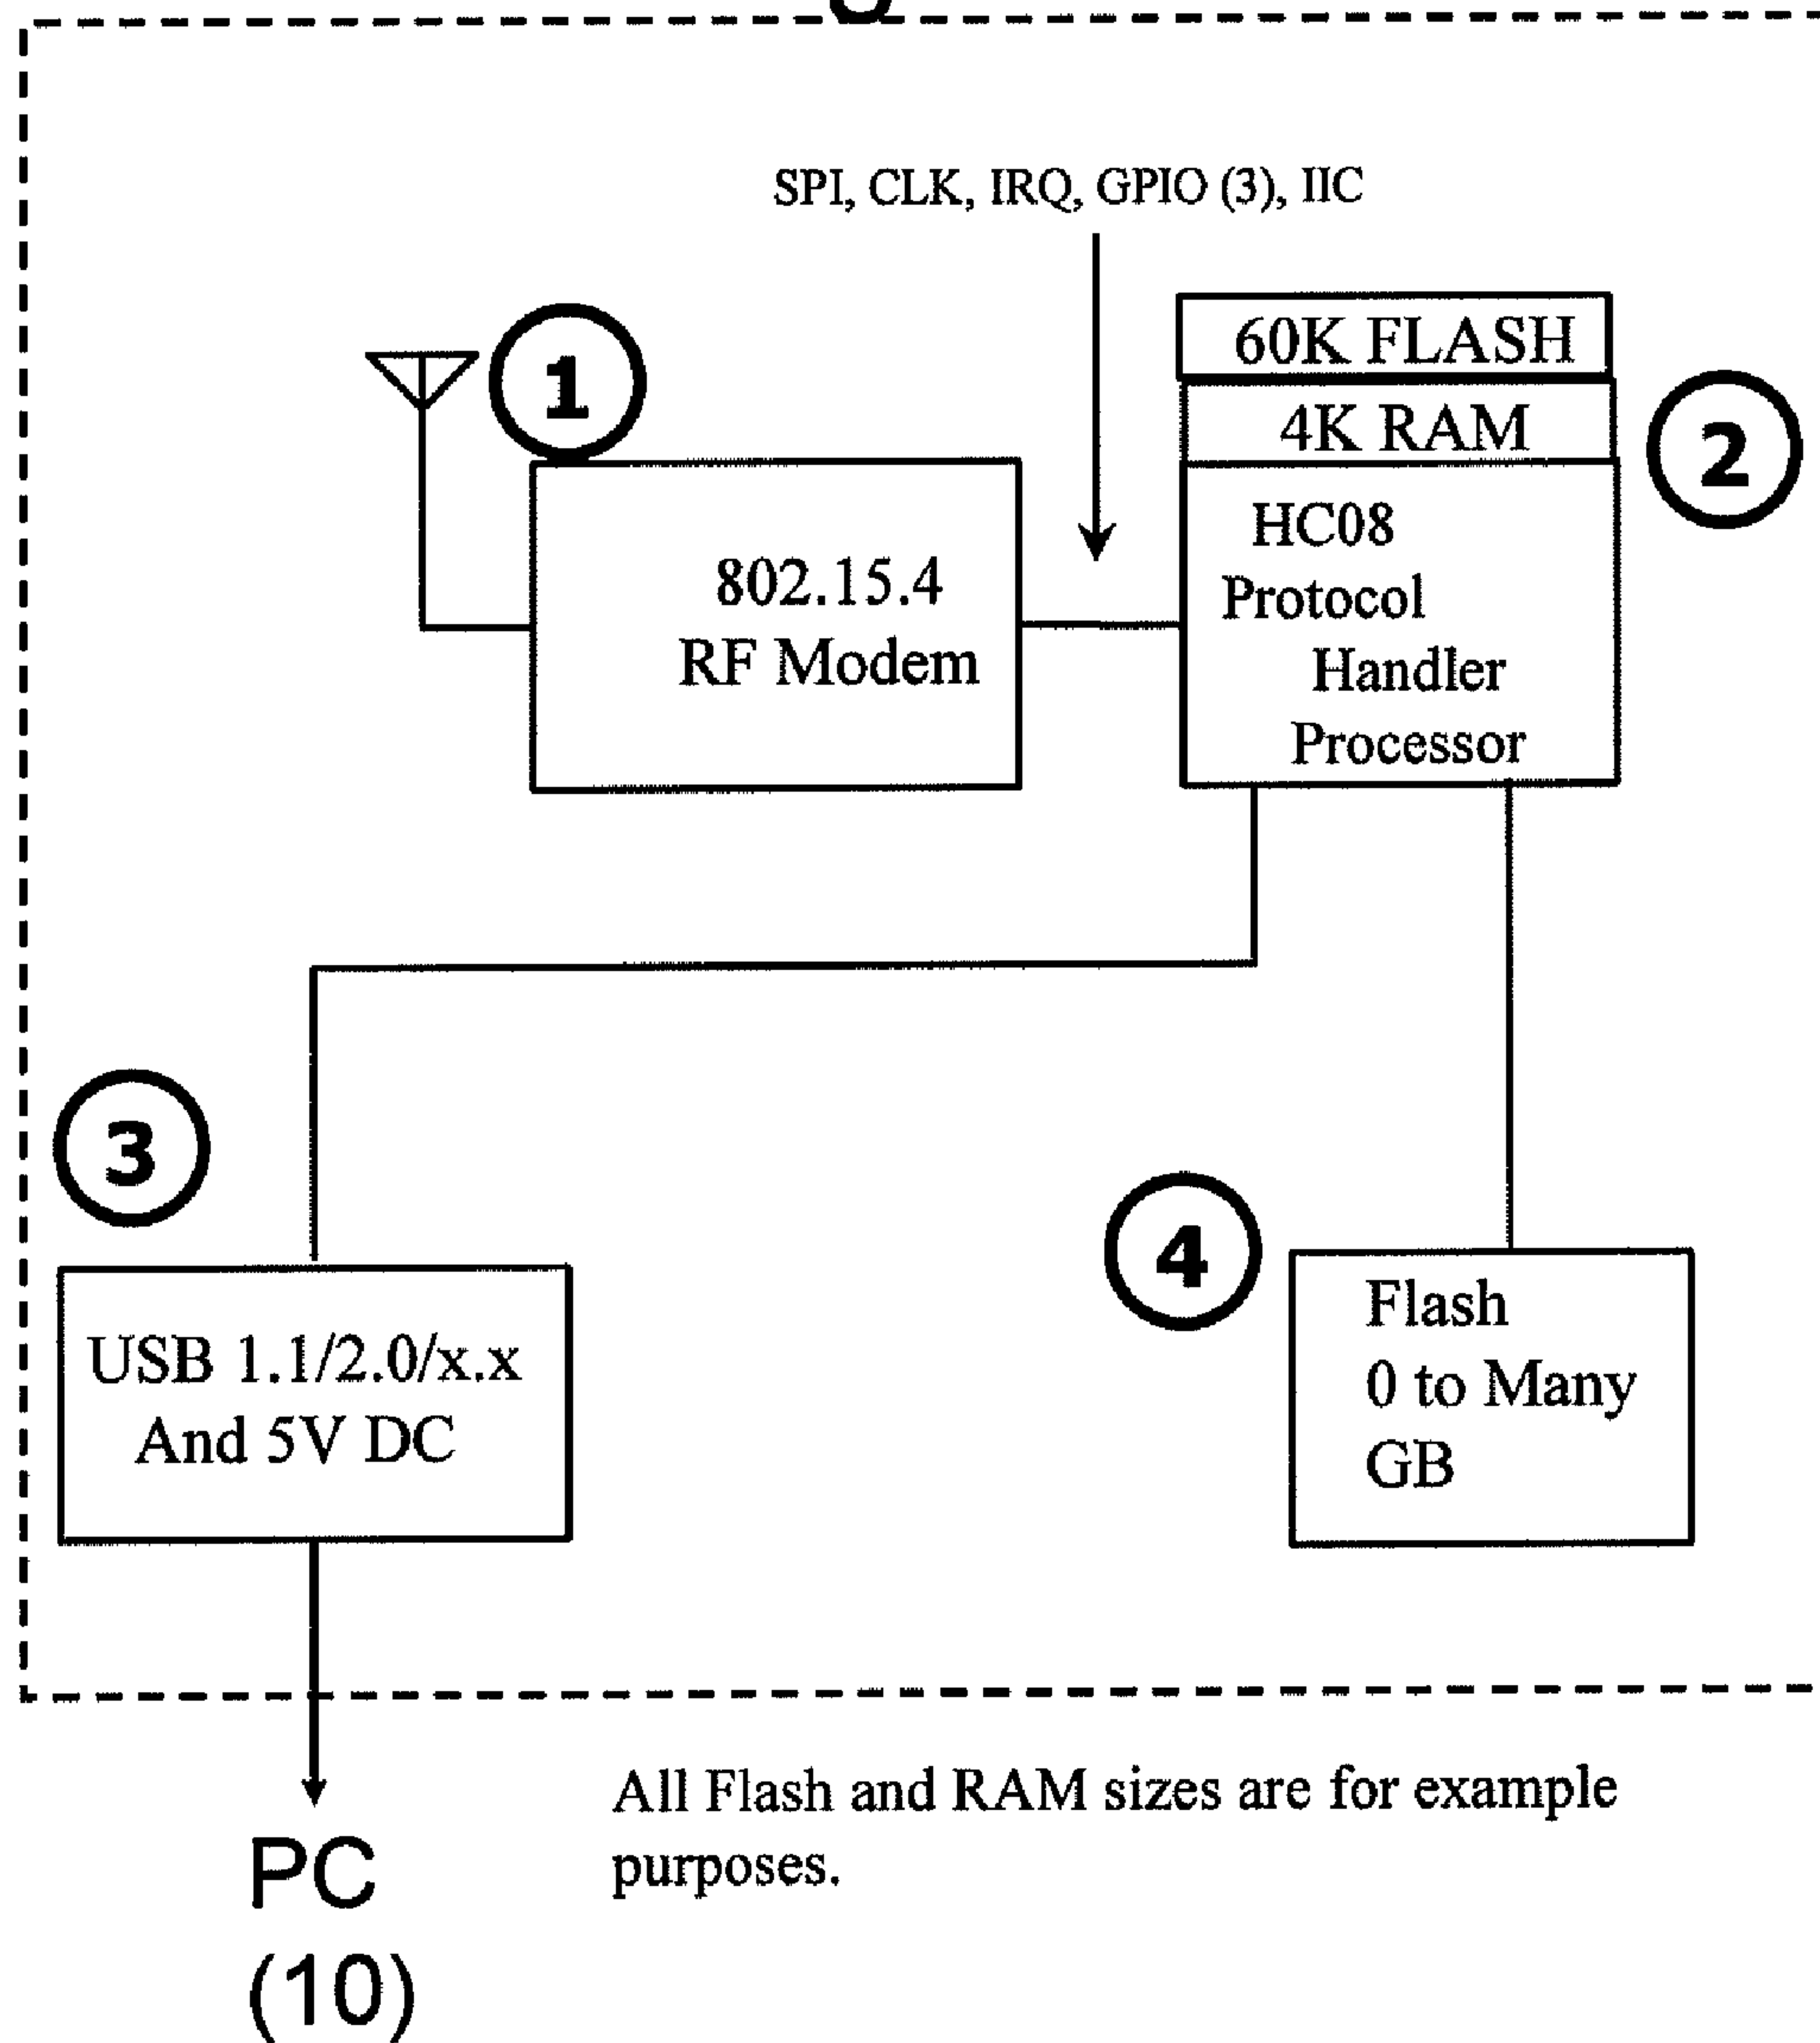 SPI, CLK, IRQ, GPIO (3), IIC
1
60K FLASH
4K RAM
2
HC08
Protocol
Handler
Processor
802.15.4
RF Modem
3
USB 1.1/2.0/x.x
And 5V DC
4
Flash
0 to Many
GB
PC
(10)
All Flash and RAM sizes are for example
purposes.